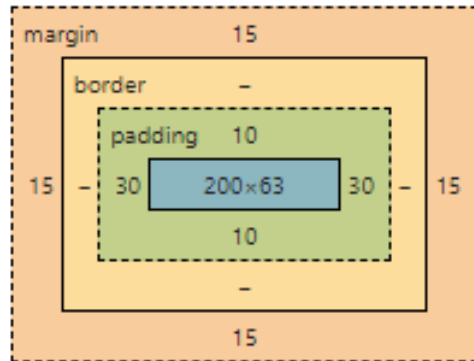 margin 15
border –
padding 10
15 – 30 200×63 30 – 15
10
–
15